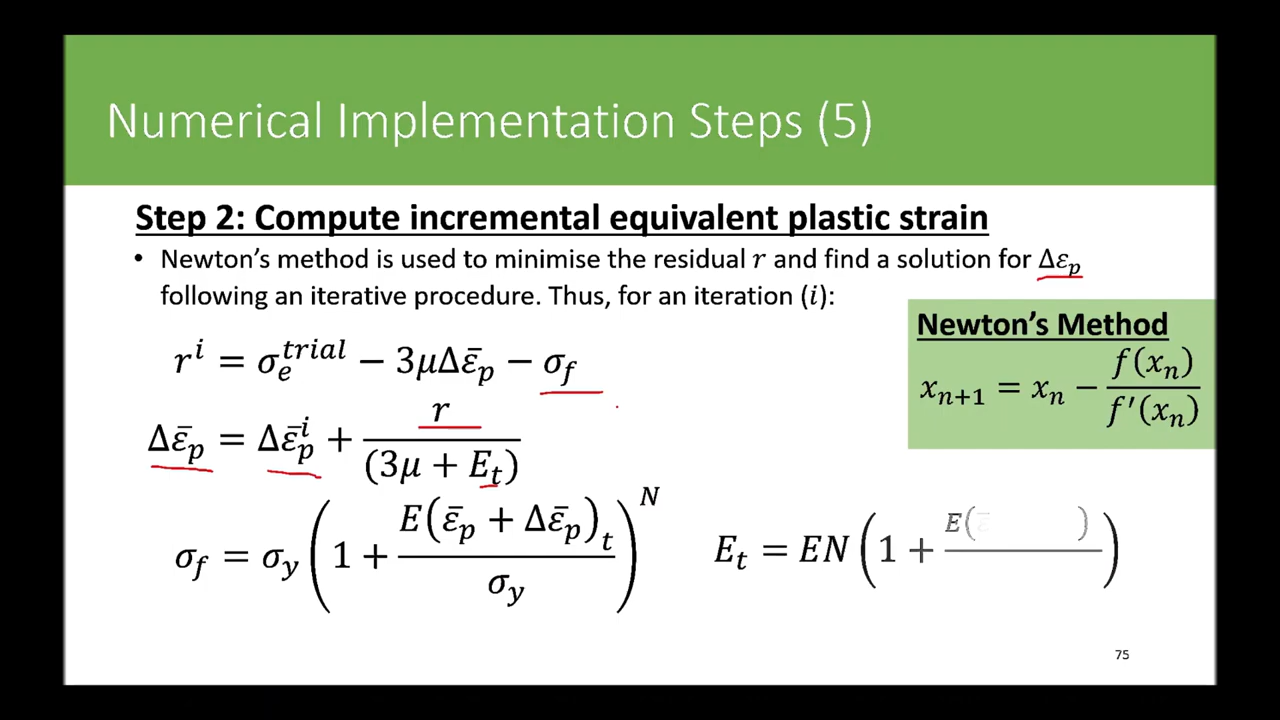 Numerical Implementation Steps (5)
Step 2: Compute incremental equivalent plastic strain
• Newton's method is used to minimise the residual r and find a solution for Δε_p
following an iterative procedure. Thus, for an iteration (i):
r^i = σ_e^{trial} − 3μΔε̄_p − σ_f
Δε̄_p = Δε̄_p^i + r / (3μ + E_t)
Newton's Method
x_{n+1} = x_n − f(x_n) / f′(x_n)
σ_f = σ_y (1 + E(ε̄_p + Δε̄_p)_t / σ_y)^N
E_t = EN (1 + E( ) )
75